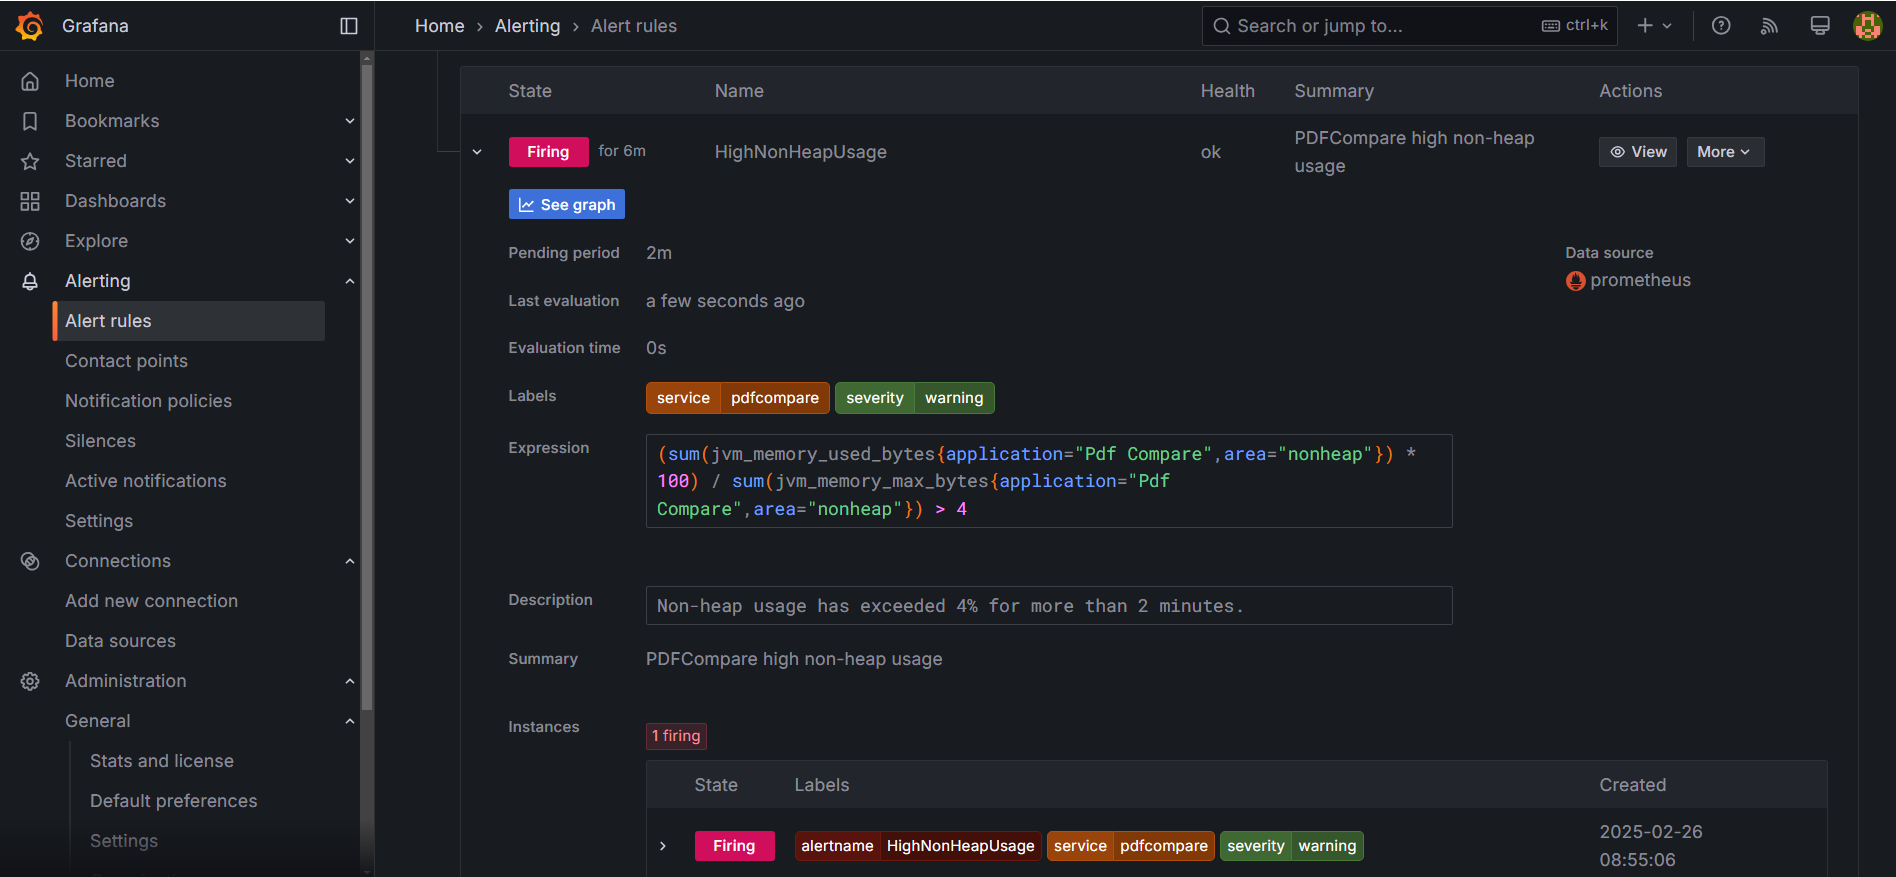 Grafana
Home › Alerting › Alert rules
Search or jump to...
ctrl+k
Home
Bookmarks
Starred
Dashboards
Explore
Alerting
Alert rules
Contact points
Notification policies
Silences
Active notifications
Settings
Connections
Add new connection
Data sources
Administration
General
Stats and license
Default preferences
Settings
State Name Health Summary Actions
Firing for 6m HighNonHeapUsage ok PDFCompare high non-heap
usage
View More
See graph
Pending period 2m
Data source
prometheus
Last evaluation a few seconds ago
Evaluation time 0s
Labels service pdfcompare severity warning
Expression (sum(jvm_memory_used_bytes{application="Pdf Compare",area="nonheap"}) *
100) / sum(jvm_memory_max_bytes{application="Pdf
Compare",area="nonheap"}) > 4
Description Non-heap usage has exceeded 4% for more than 2 minutes.
Summary PDFCompare high non-heap usage
Instances 1 firing
State Labels Created
Firing alertname HighNonHeapUsage service pdfcompare severity warning 2025-02-26
08:55:06